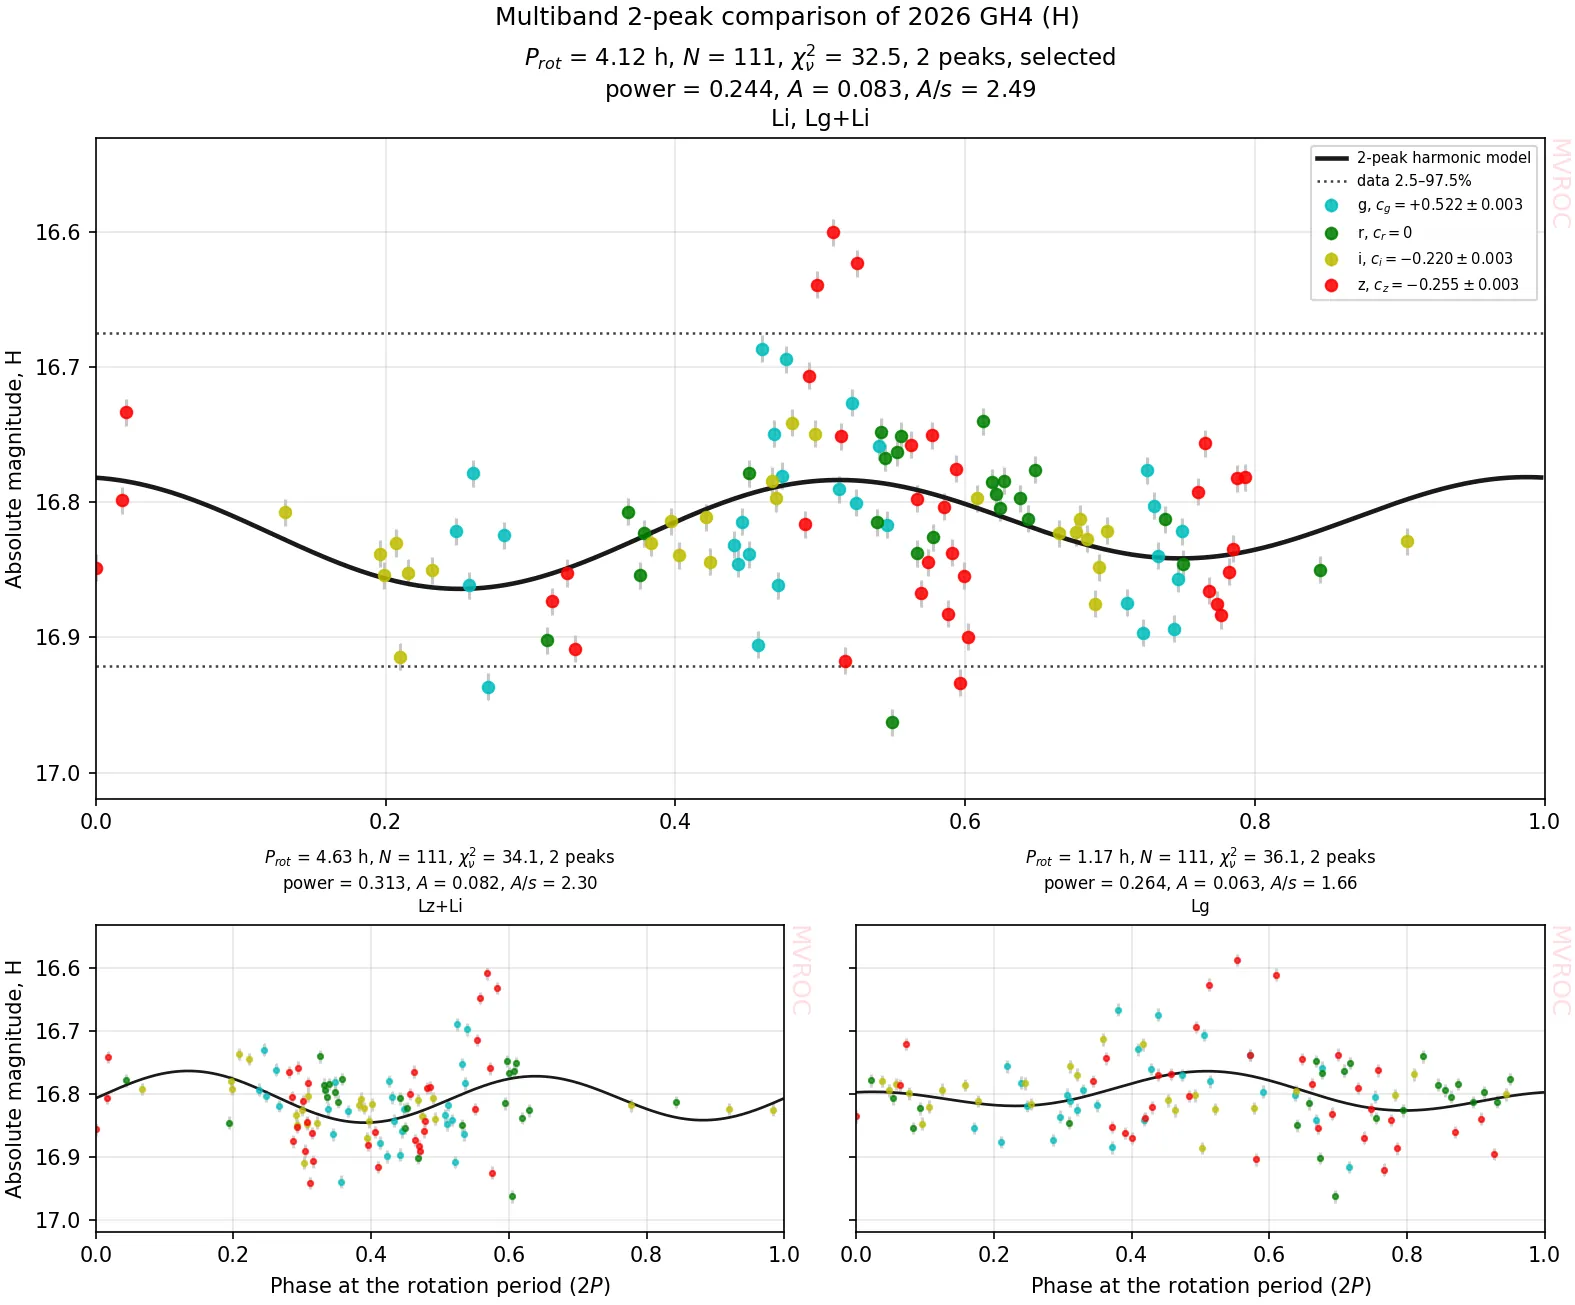 Multiband 2-peak comparison of 2026 GH4 (H)
P_rot = 4.12 h, N = 111, χ²_ν = 32.5, 2 peaks, selected
power = 0.244, A = 0.083, A/s = 2.49
Li, Lg+Li
2-peak harmonic model
data 2.5–97.5%
g, c_g = +0.522 ± 0.003
r, c_r = 0
i, c_i = −0.220 ± 0.003
z, c_z = −0.255 ± 0.003
MVROC
Absolute magnitude, H
16.6
16.7
16.8
16.9
17.0
0.0 0.2 0.4 0.6 0.8 1.0
P_rot = 4.63 h, N = 111, χ²_ν = 34.1, 2 peaks
power = 0.313, A = 0.082, A/s = 2.30
Lz+Li
MVROC
Absolute magnitude, H
16.6
16.7
16.8
16.9
17.0
0.0 0.2 0.4 0.6 0.8 1.0
Phase at the rotation period (2P)
P_rot = 1.17 h, N = 111, χ²_ν = 36.1, 2 peaks
power = 0.264, A = 0.063, A/s = 1.66
Lg
MVROC
0.0 0.2 0.4 0.6 0.8 1.0
Phase at the rotation period (2P)